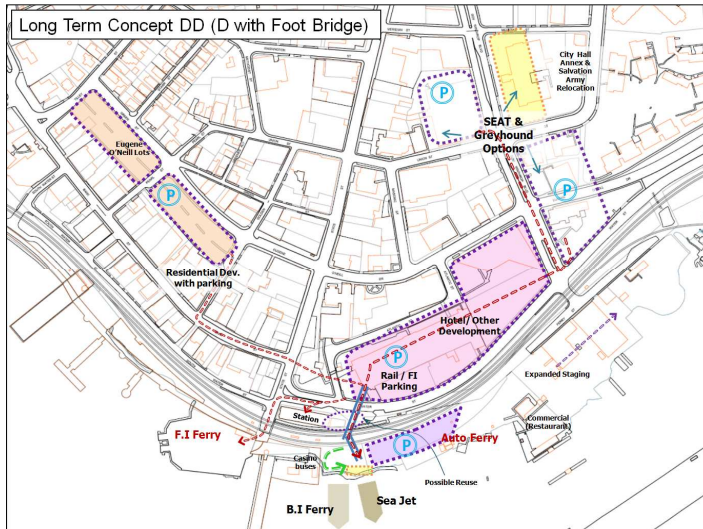 Long Term Concept DD (D with Foot Bridge)
City Hall
Annex &
Salvation
Army
Relocation
P
SEAT &
Greyhound
Options
Eugene
O'Neill Lots
P
P
Residential Dev.
with parking
Hotel/ Other
Development
P
Rail / FI
Parking
Expanded Staging
Station
Commercial
(Restaurant)
F.I Ferry
P
Auto Ferry
Casino
buses
Possible Reuse
B.I Ferry
Sea Jet